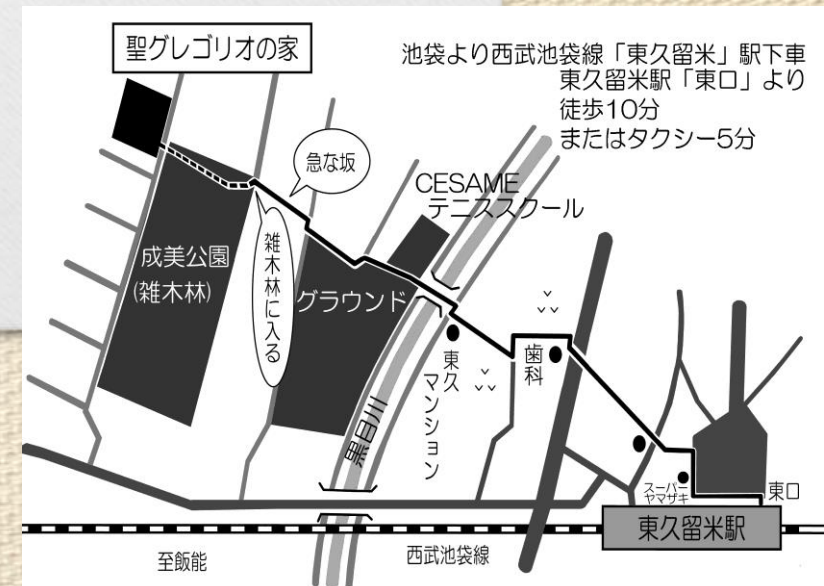 聖グレゴリオの家
池袋より西武池袋線「東久留米」駅下車
東久留米駅「東口」より
徒歩10分
またはタクシー5分
急な坂
CESAME
テニススクール
成美公園
(雑木林)
雑木林に入る
グラウンド
東久
マンション
歯科
黒目川
スーパー
ヤマザキ
東口
東久留米駅
至飯能
西武池袋線